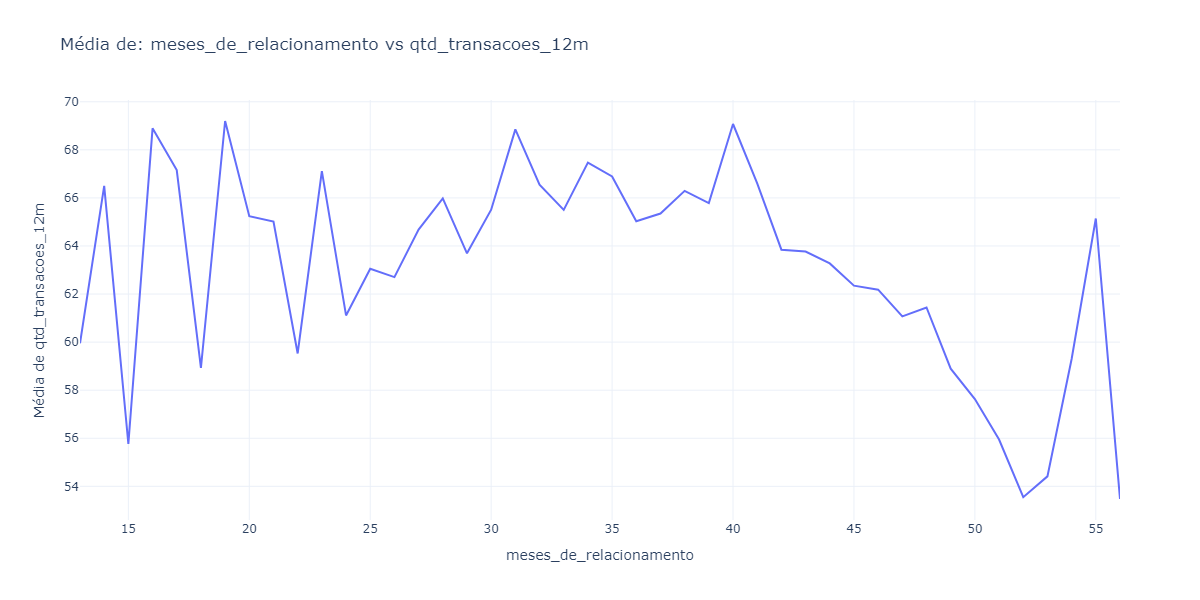 Média de: meses_de_relacionamento vs qtd_transacoes_12m
Média de qtd_transacoes_12m
70
68
66
64
62
60
58
56
54
15 20 25 30 35 40 45 50 55
meses_de_relacionamento